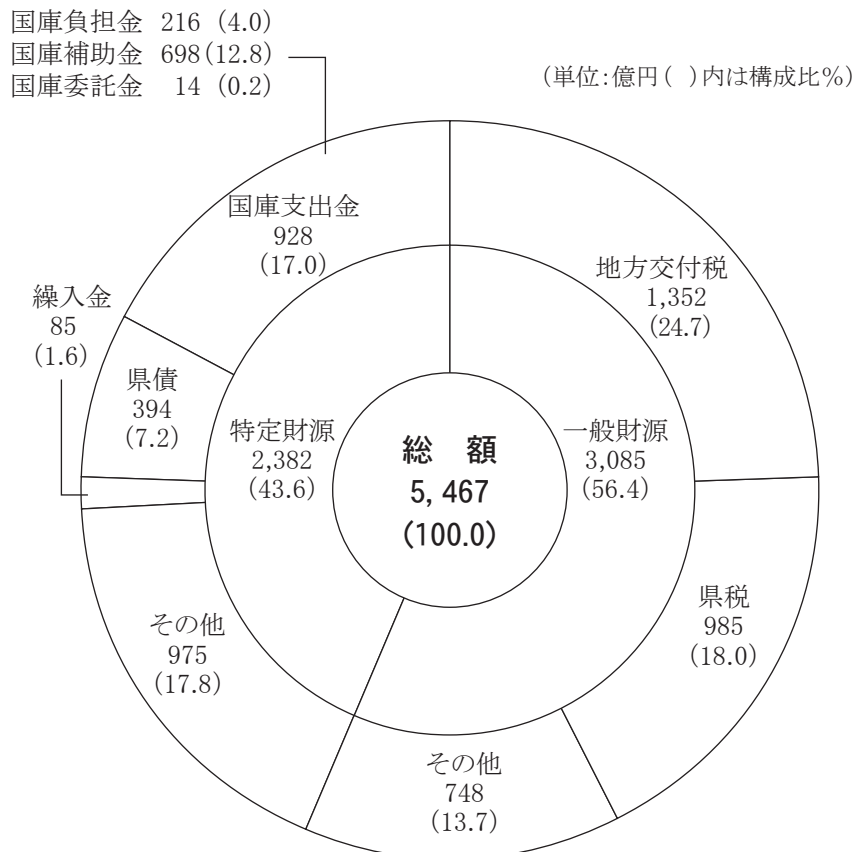 国庫負担金 216 (4.0)
国庫補助金 698(12.8)
国庫委託金 14 (0.2)
(単位:億円( )内は構成比%)
国庫支出金
928
(17.0)
地方交付税
1,352
(24.7)
繰入金
85
(1.6)
県債
394
(7.2)
特定財源
2,382
(43.6)
総 額
5,467
(100.0)
一般財源
3,085
(56.4)
県税
985
(18.0)
その他
975
(17.8)
その他
748
(13.7)